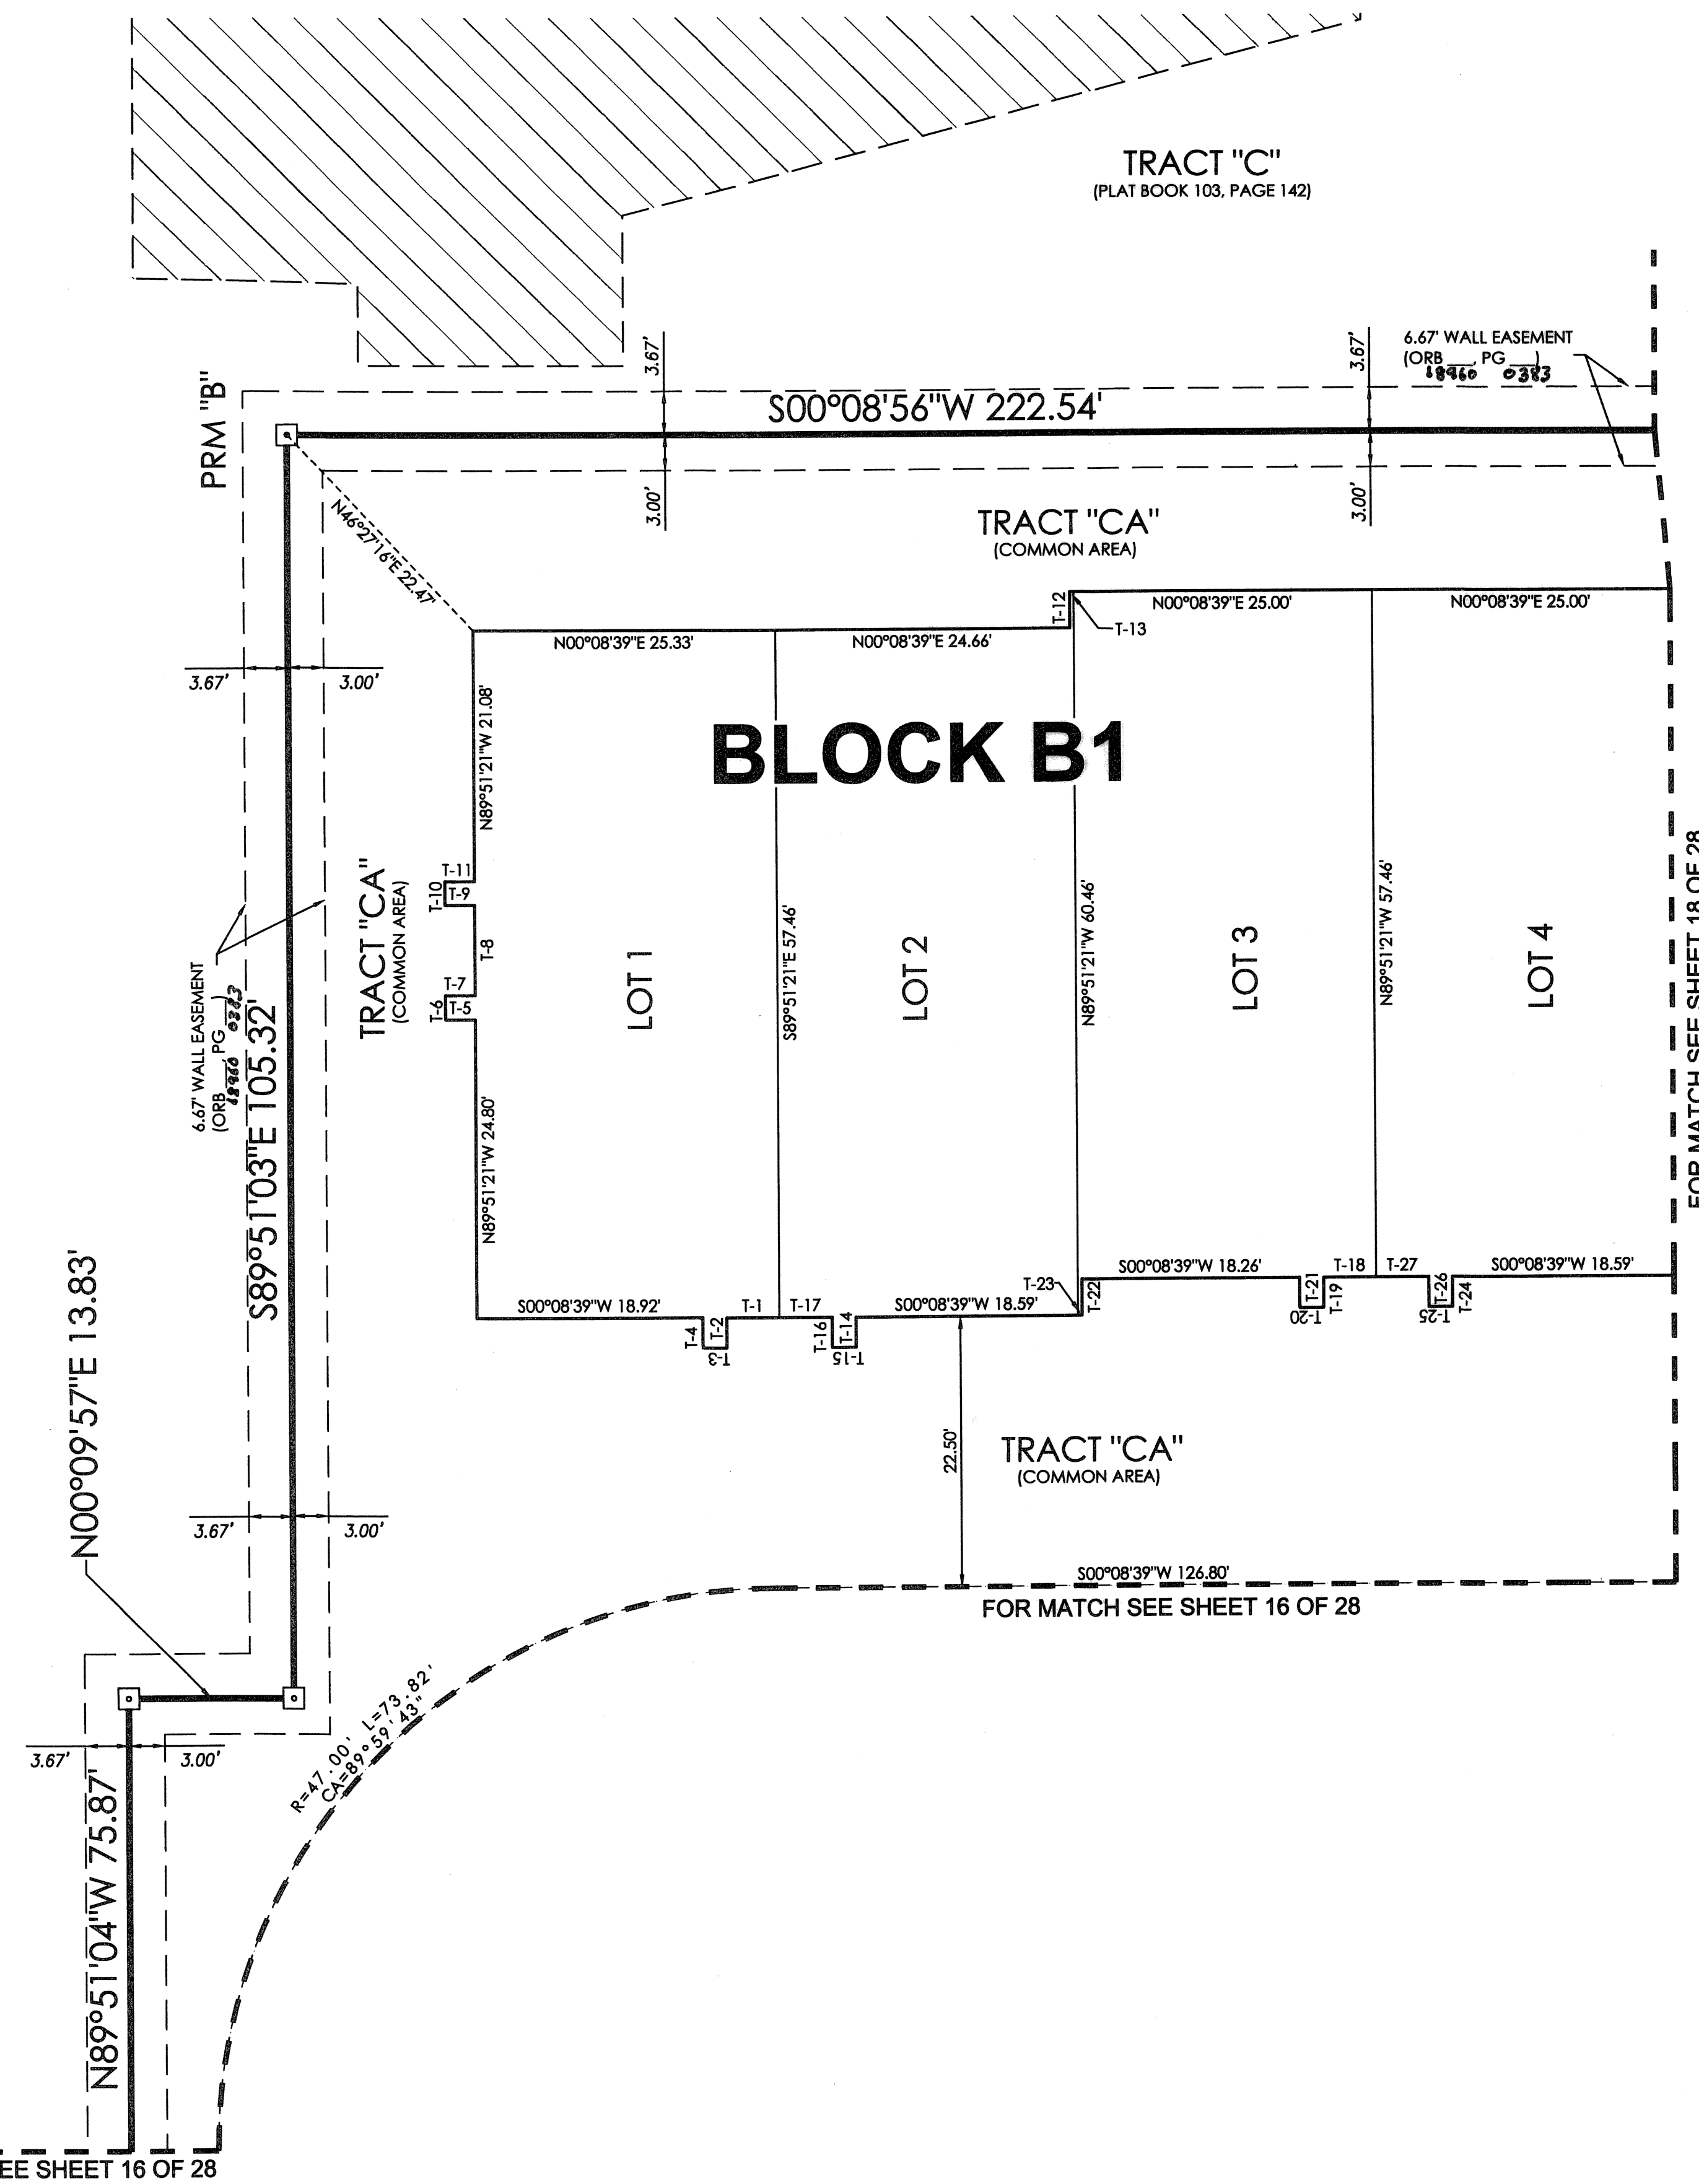 TRACT "C"
(PLAT BOOK 103, PAGE 142)
6.67' WALL EASEMENT
(ORB ___, PG ___)
18960 0383
3.67'
3.67'
PRM "B"
S00°08'56"W 222.54'
3.00'
3.00'
N46°27'16"E 22.47'
TRACT "CA"
(COMMON AREA)
T-12
T-13
N00°08'39"E 25.00'
N00°08'39"E 25.00'
N00°08'39"E 25.33'
N00°08'39"E 24.66'
3.67'
3.00'
N89°51'21"W 21.08'
BLOCK B1
T-11
T-10
T-9
T-8
T-7
T-6
T-5
TRACT "CA"
(COMMON AREA)
6.67' WALL EASEMENT
(ORB ___, PG ___)
18960 0383
S89°51'03"E 105.32'
LOT 1
S89°51'21"E 57.46'
LOT 2
N89°51'21"W 60.46'
LOT 3
N89°51'21"W 57.46'
LOT 4
FOR MATCH SEE SHEET 18 OF 28
N89°51'21"W 24.80'
N00°09'57"E 13.83'
S00°08'39"W 18.92'
T-1
T-17
S00°08'39"W 18.59'
T-23
T-22
S00°08'39"W 18.26'
T-18
T-27
S00°08'39"W 18.59'
T-4
T-2
T-3
T-16
T-14
T-15
T-21
T-19
T-20
T-26
T-24
T-25
22.50'
TRACT "CA"
(COMMON AREA)
3.67'
3.00'
S00°08'39"W 126.80'
FOR MATCH SEE SHEET 16 OF 28
R=47.00' L=73.82'
CA=89°59'43"
3.67'
3.00'
N89°51'04"W 75.87'
EE SHEET 16 OF 28